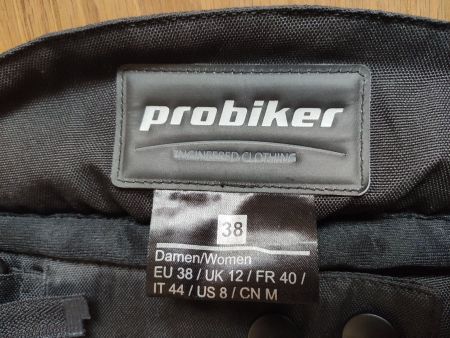 probiker
ENGINEERED CLOTHING
38
Damen/Women
EU 38 / UK 12 / FR 40 /
IT 44 / US 8 / CN M